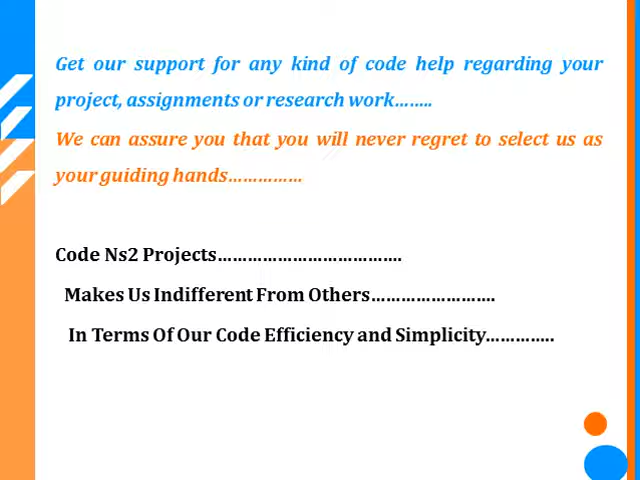 Get our support for any kind of code help regarding your
project, assignments or research work……..
We can assure you that you will never regret to select us as
your guiding hands……………
Code Ns2 Projects……………………………….
Makes Us Indifferent From Others…………………….
In Terms Of Our Code Efficiency and Simplicity…………..